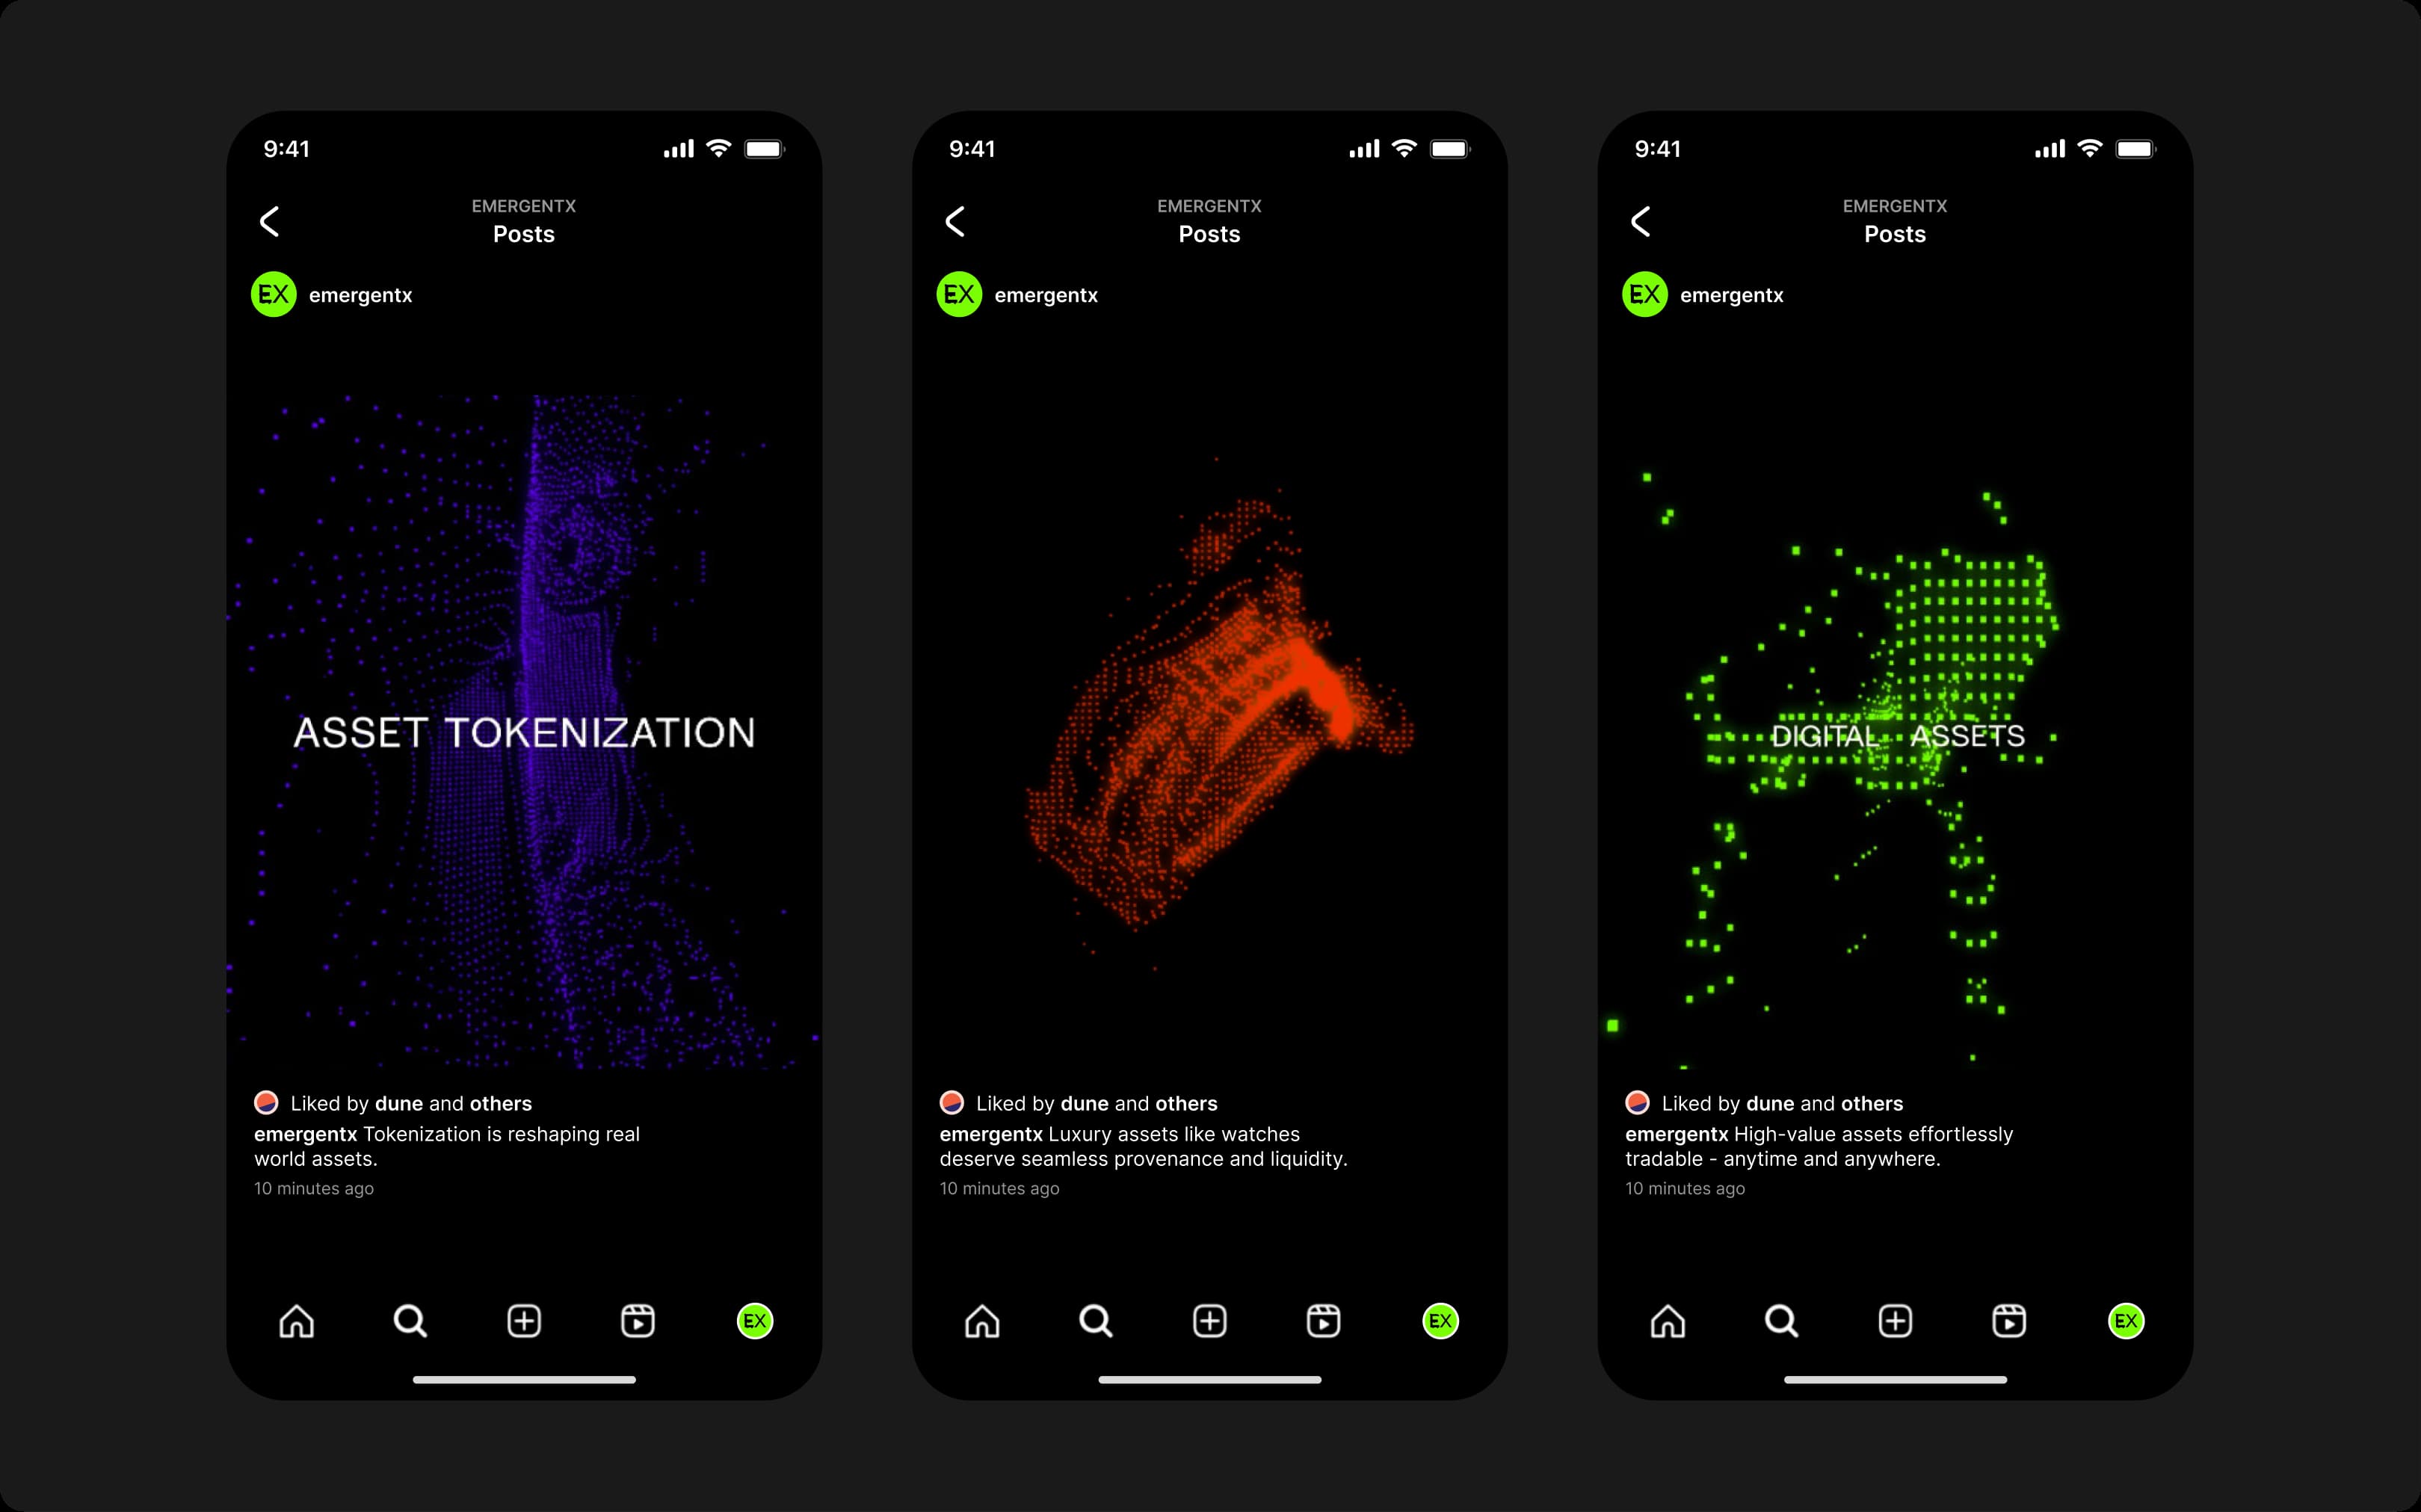 9:41
EMERGENTX
Posts
EX emergentx
ASSET TOKENIZATION
Liked by dune and others
emergentx Tokenization is reshaping real
world assets.
10 minutes ago
EX
9:41
EMERGENTX
Posts
EX emergentx
Liked by dune and others
emergentx Luxury assets like watches
deserve seamless provenance and liquidity.
10 minutes ago
EX
9:41
EMERGENTX
Posts
EX emergentx
DIGITAL ASSETS
Liked by dune and others
emergentx High-value assets effortlessly
tradable - anytime and anywhere.
10 minutes ago
EX